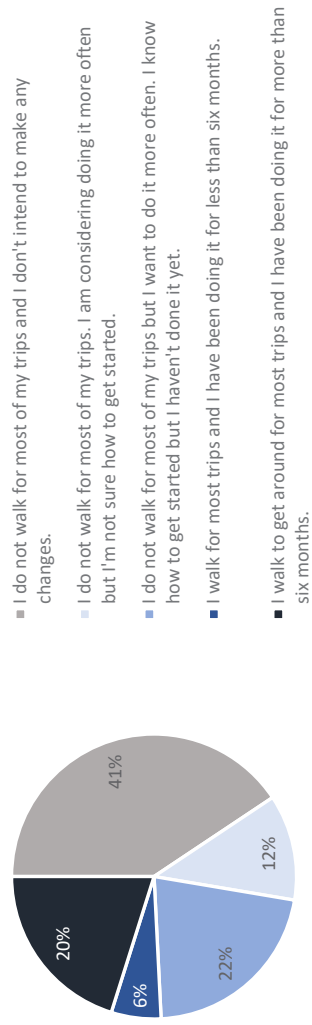 41%
12%
22%
6%
20%
I do not walk for most of my trips and I don't intend to make any
changes.
I do not walk for most of my trips. I am considering doing it more often
but I'm not sure how to get started.
I do not walk for most of my trips but I want to do it more often. I know
how to get started but I haven't done it yet.
I walk for most trips and I have been doing it for less than six months.
I walk to get around for most trips and I have been doing it for more than
six months.